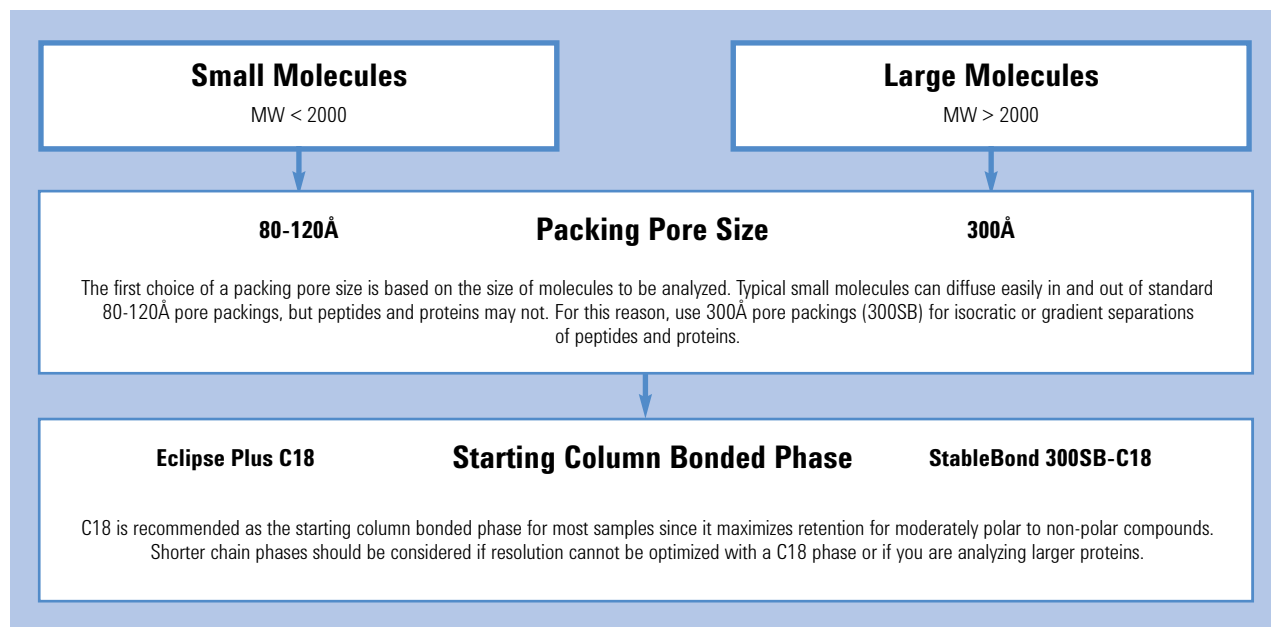 Small Molecules
MW < 2000
Large Molecules
MW > 2000
80-120Å
Packing Pore Size
300Å
The first choice of a packing pore size is based on the size of molecules to be analyzed. Typical small molecules can diffuse easily in and out of standard
80-120Å pore packings, but peptides and proteins may not. For this reason, use 300Å pore packings (300SB) for isocratic or gradient separations
of peptides and proteins.
Eclipse Plus C18
Starting Column Bonded Phase
StableBond 300SB-C18
C18 is recommended as the starting column bonded phase for most samples since it maximizes retention for moderately polar to non-polar compounds.
Shorter chain phases should be considered if resolution cannot be optimized with a C18 phase or if you are analyzing larger proteins.